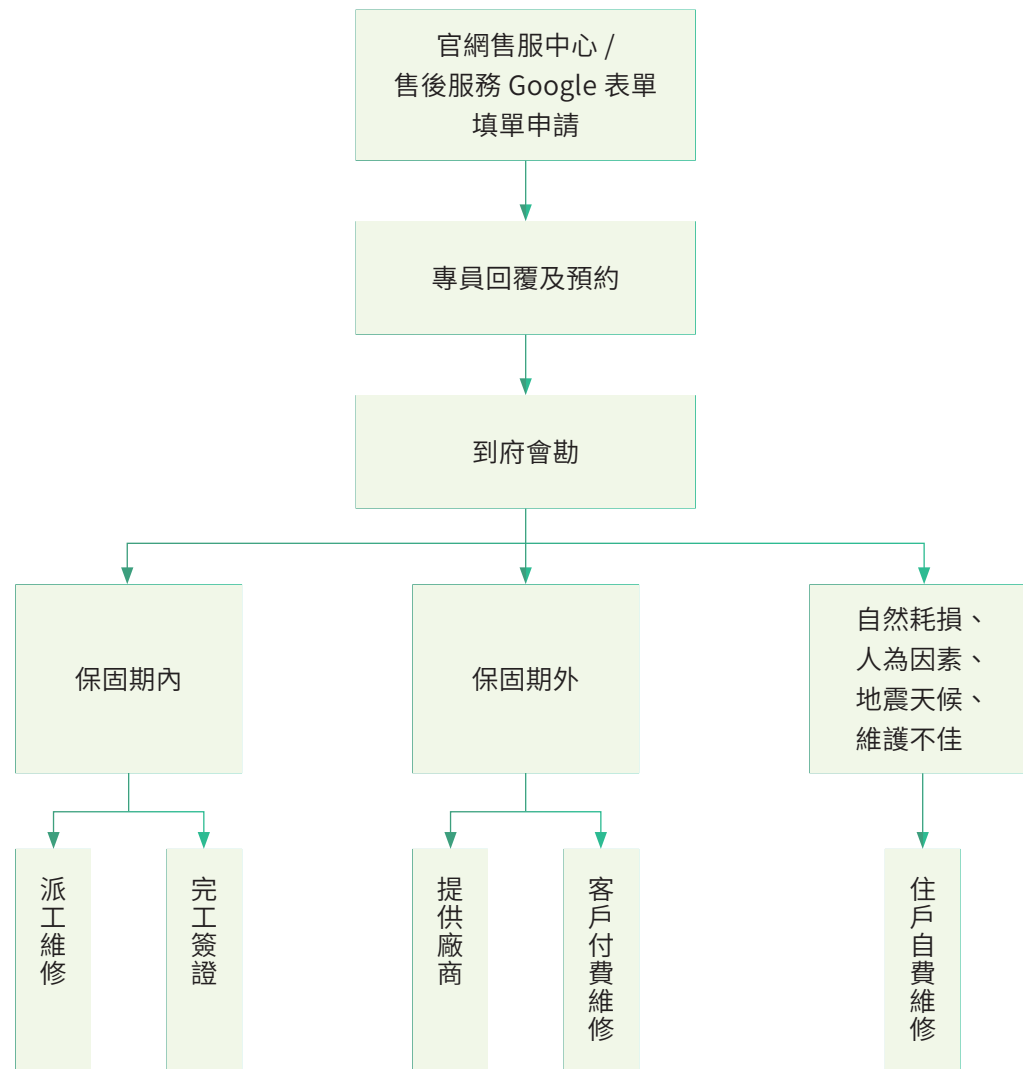 官網售服中心 /
售後服務 Google 表單
填單申請
專員回覆及預約
到府會勘
保固期內
保固期外
自然耗損、
人為因素、
地震天候、
維護不佳
派工維修
完工簽證
提供廠商
客戶付費維修
住戶自費維修